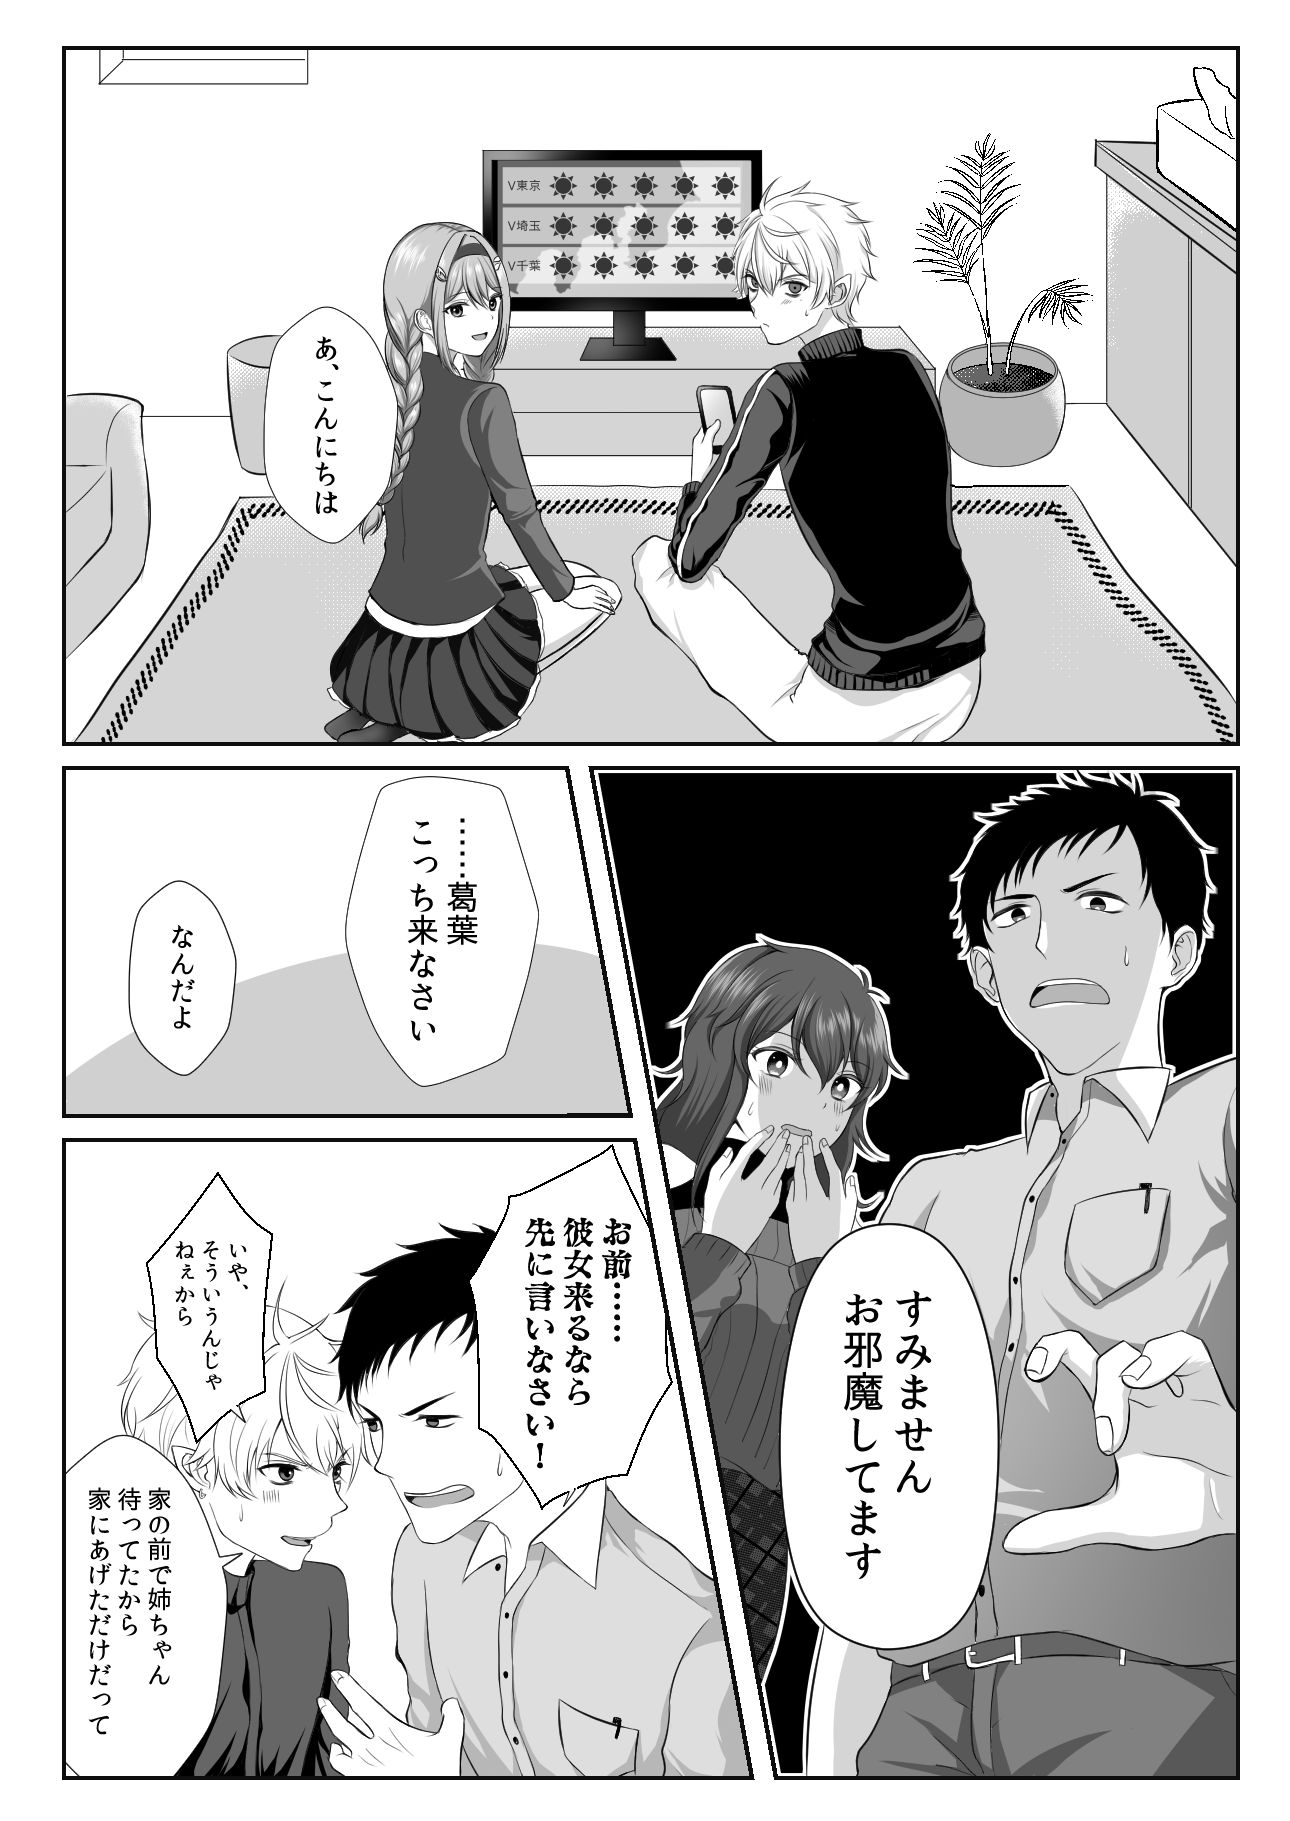 V東京
V埼玉
V千葉
あ、こんにちは
すみません
お邪魔してます
……葛葉
こっち来なさい
なんだよ
お前……
彼女来るなら
先に言いなさい！
いや、
そういうんじゃ
ねぇから
家の前で姉ちゃん
待ってたから
家にあげただけだって